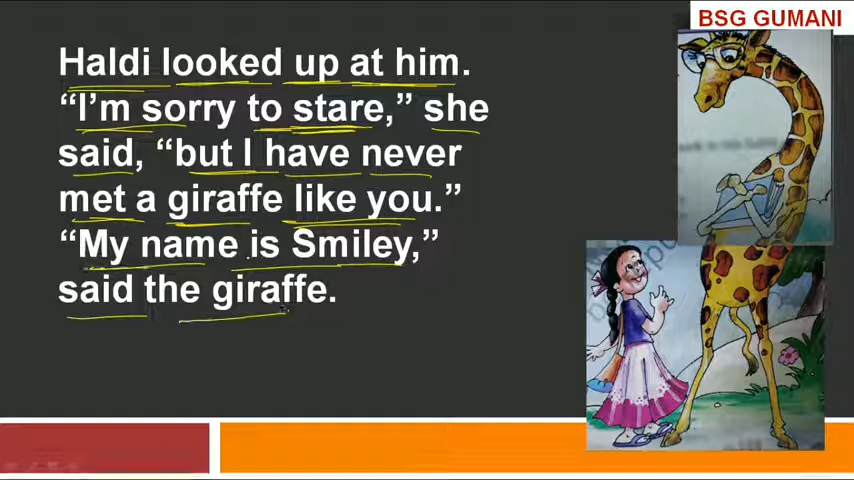 BSG GUMANI
Haldi looked up at him.
“I’m sorry to stare,” she
said, “but I have never
met a giraffe like you.”
“My name is Smiley,”
said the giraffe.